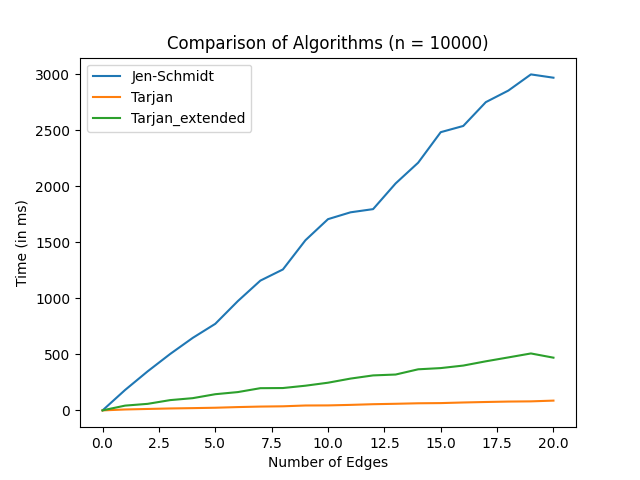 Comparison of Algorithms (n = 10000)
Jen-Schmidt
Tarjan
Tarjan_extended
Time (in ms)
3000
2500
2000
1500
1000
500
0
0.0 2.5 5.0 7.5 10.0 12.5 15.0 17.5 20.0
Number of Edges